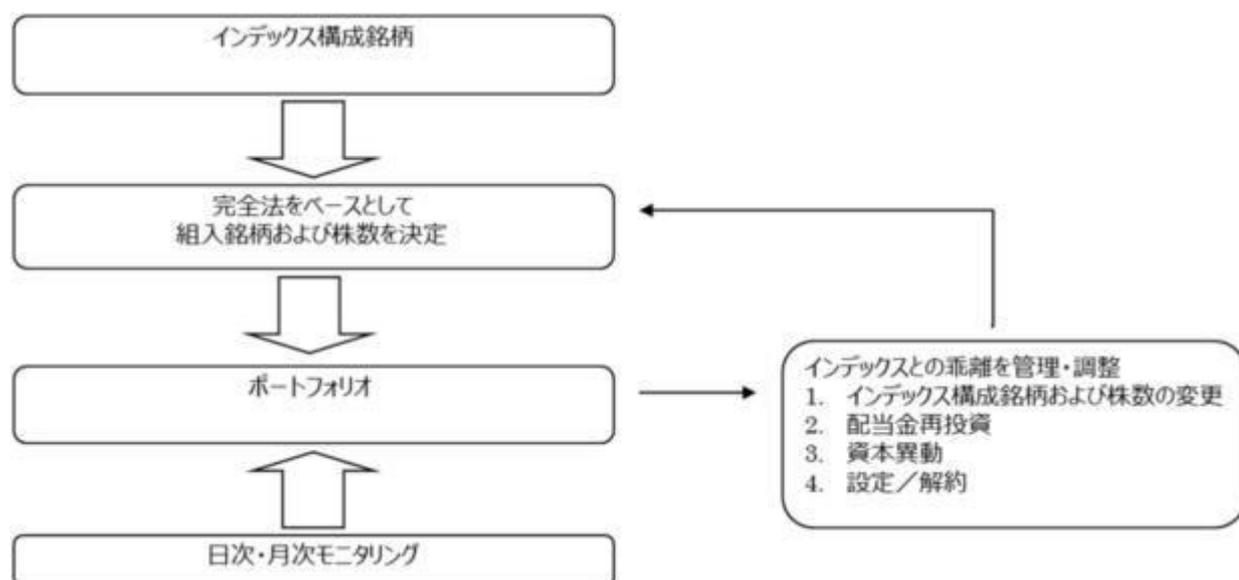 インデックス構成銘柄
完全法をベースとして
組入銘柄および株数を決定
ポートフォリオ
インデックスとの乖離を管理・調整
1. インデックス構成銘柄および株数の変更
2. 配当金再投資
3. 資本異動
4. 設定／解約
日次・月次モニタリング